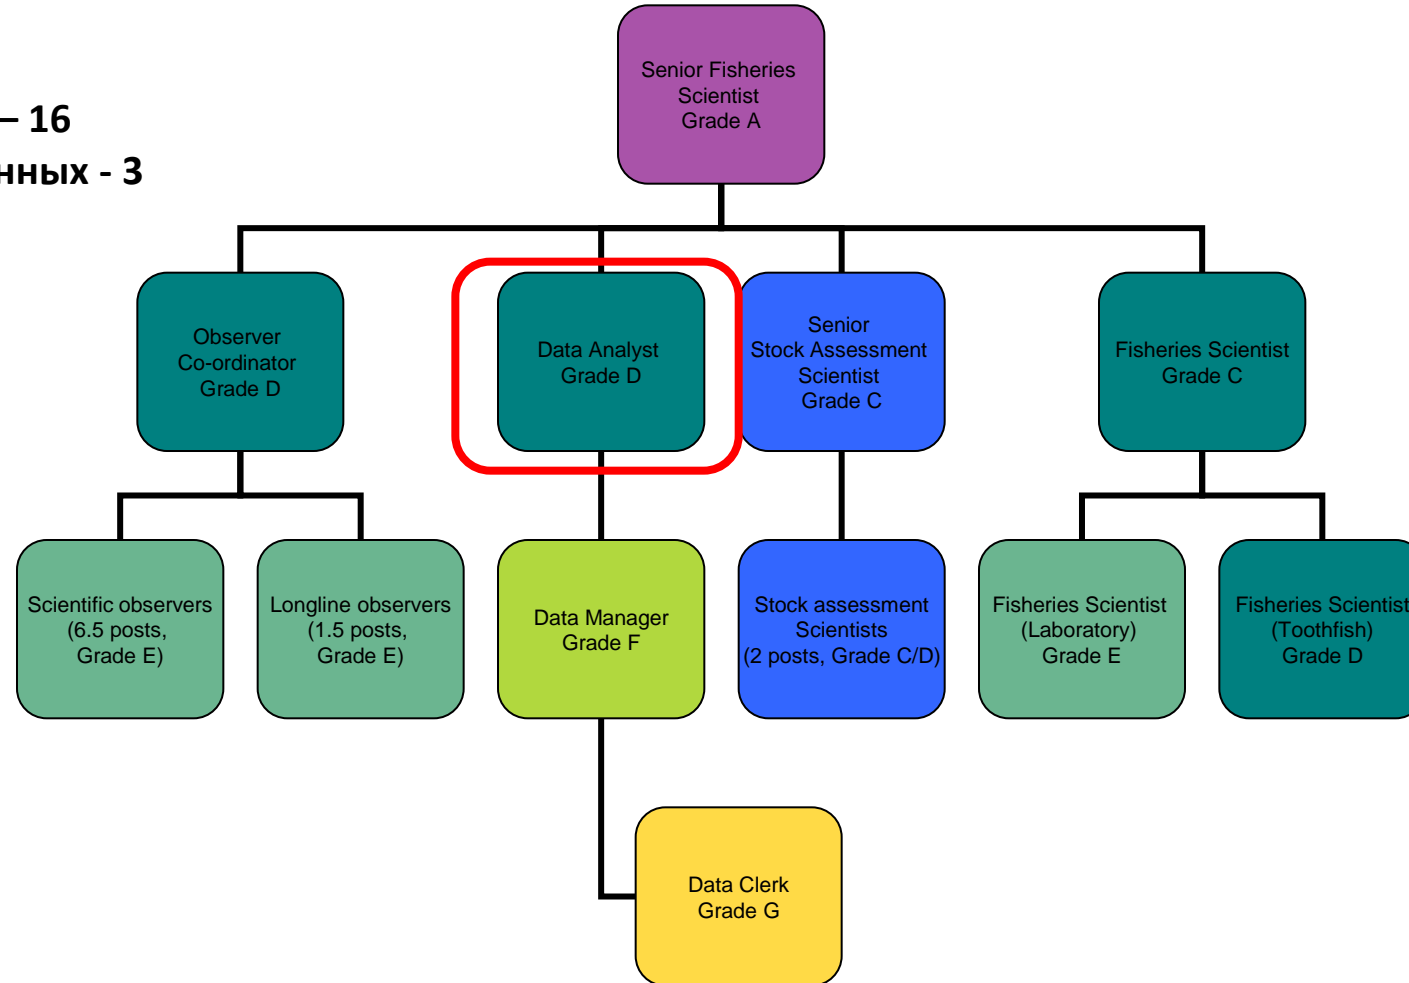 – 16
нных - 3
Senior Fisheries
Scientist
Grade A
Observer
Co-ordinator
Grade D
Data Analyst
Grade D
Senior
Stock Assessment
Scientist
Grade C
Fisheries Scientist
Grade C
Scientific observers
(6.5 posts,
Grade E)
Longline observers
(1.5 posts,
Grade E)
Data Manager
Grade F
Stock assessment
Scientists
(2 posts, Grade C/D)
Fisheries Scientist
(Laboratory)
Grade E
Fisheries Scientist
(Toothfish)
Grade D
Data Clerk
Grade G